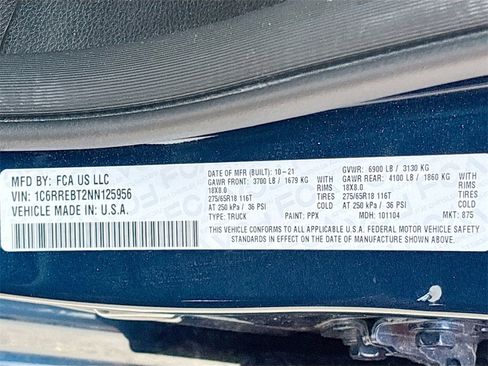 MFD BY: FCA US LLC
VIN: 1C6RREBT2NN125956
VEHICLE MADE IN: U.S.A.
DATE OF MFR (BUILT): 10-21 GVWR: 6900 LB / 3130 KG
GAWR FRONT: 3700 LB / 1679 KG WITH GAWR REAR: 4100 LB / 1860 KG WITH
18X8.0 RIMS 18X8.0 RIMS
275/65R18 116T TIRES 275/65R18 116T TIRES
AT 250 kPa / 36 PSI AT 250 kPa / 36 PSI
TYPE: TRUCK PAINT: PPX MDH: 101104 MKT: 875
THIS VEHICLE CONFORMS TO ALL APPLICABLE U.S.A. FEDERAL MOTOR VEHICLE SAFETY
STANDARDS IN EFFECT ON THE DATE OF MANUFACTURE SHOWN ABOVE.